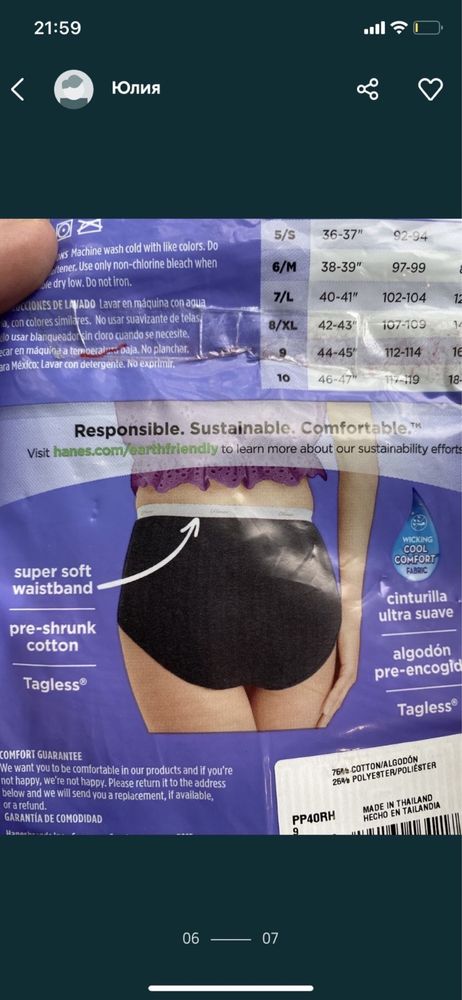 21:59
Юлия
NS Machine wash cold with like colors. Do
tener. Use only non-chlorine bleach when
dry low. Do not iron.
CCIONES DE LAVADO Lavar en máquina con agua
a, con colores similares. No usar suavizante de telas,
lo usar blanqueador sin cloro cuando se necesite.
ecar en máquina a temperatura baja. No planchar.
ara México: Lavar con detergente. No exprimir.
5/S 36-37" 92-94
6/M 38-39" 97-99
7/L 40-41" 102-104 12
8/XL 42-43" 107-109 14
9 44-45" 112-114 16
10 46-47" 117-119 18-
Responsible. Sustainable. Comfortable.™
Visit hanes.com/earthfriendly to learn more about our sustainability efforts
super soft
waistband
pre-shrunk
cotton
Tagless®
WICKING
COOL
COMFORT
FABRIC
cinturilla
ultra suave
algodón
pre-encogid
Tagless®
COMFORT GUARANTEE
We want you to be comfortable in our products and if you're
not happy, we're not happy. Please return it to the address
below and we will send you a replacement, if available,
or a refund.
GARANTÍA DE COMODIDAD
75% COTTON/ALGODÓN
25% POLYESTER/POLIÉSTER
MADE IN THAILAND
HECHO EN TAILANDIA
PP40RH
9
06 07